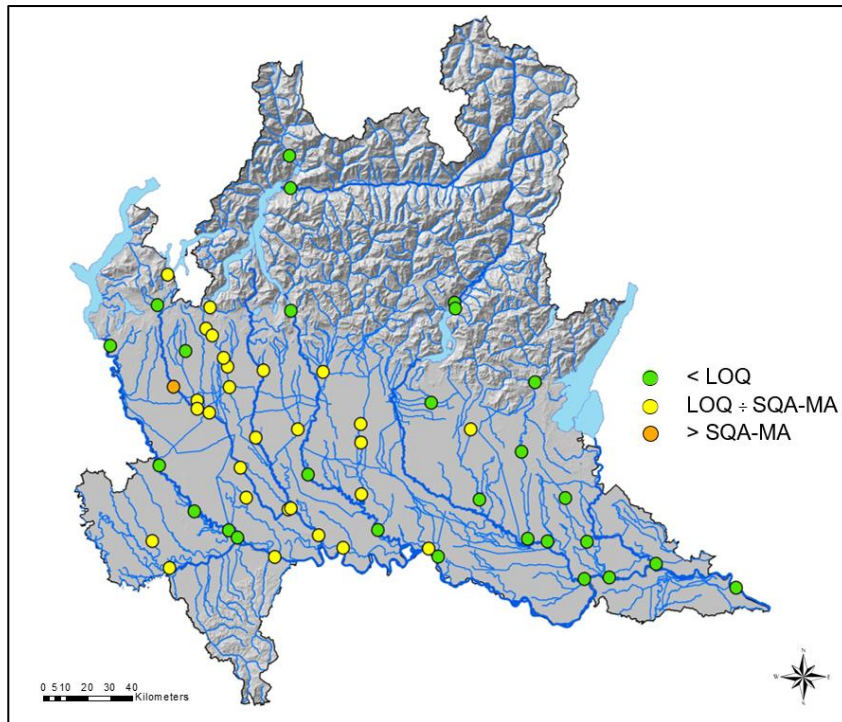 < LOQ
LOQ ÷ SQA-MA
> SQA-MA
N
W E
S
0 5 10 20 30 40
Kilometers